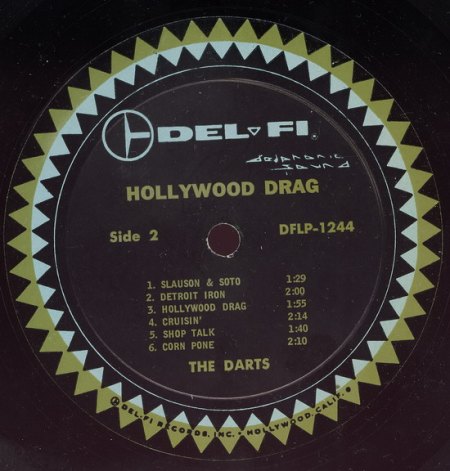 DEL-FI
dedphonic
sound
HOLLYWOOD DRAG
Side 2
DFLP-1244
1. SLAUSON & SOTO 1:29
2. DETROIT IRON 2:00
3. HOLLYWOOD DRAG 1:55
4. CRUISIN' 2:14
5. SHOP TALK 1:40
6. CORN PONE 2:10
THE DARTS
DEL-FI RECORDS, INC. • HOLLYWOOD, CALIF.